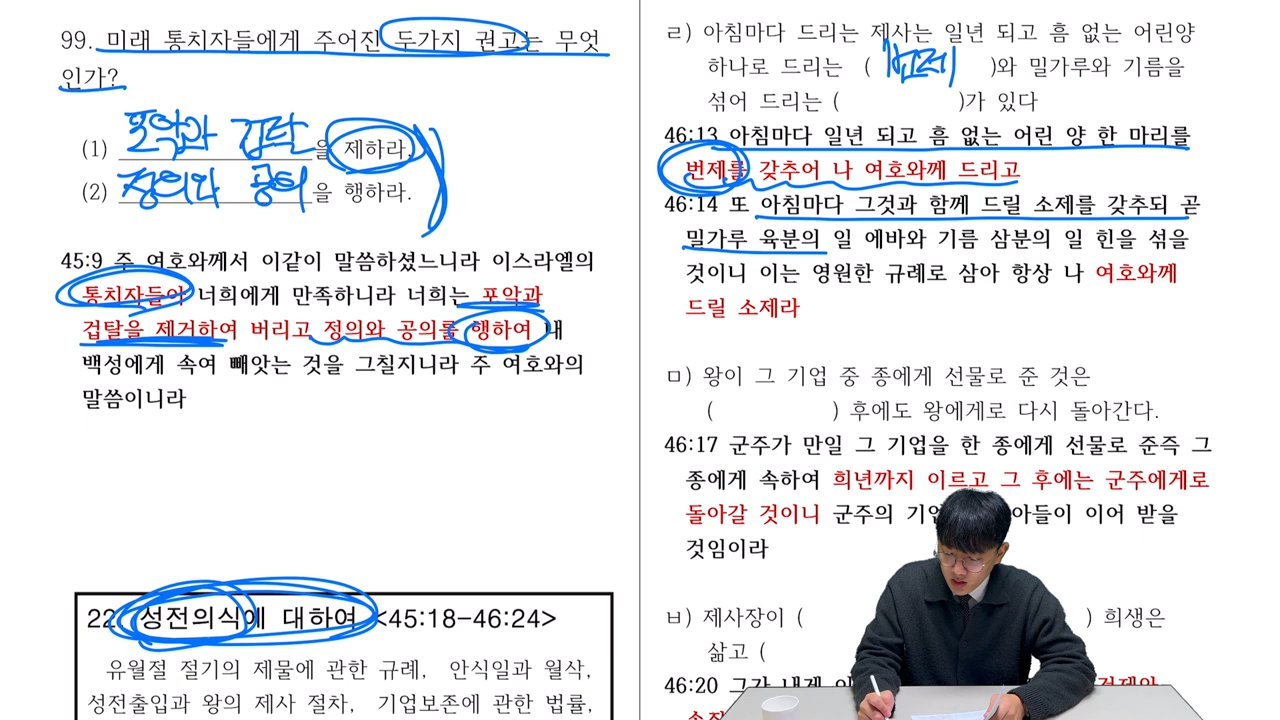 99. 미래 통치자들에게 주어진 두가지 권고는 무엇
인가?
(1) 포악과 겁탈을 제하라.
(2) 정의와 공의을 행하라.
45:9 주 여호와께서 이같이 말씀하셨느니라 이스라엘의
통치자들아 너희에게 만족하니라 너희는 포악과
겁탈을 제거하여 버리고 정의와 공의를 행하여 내
백성에게 속여 빼앗는 것을 그칠지니라 주 여호와의
말씀이니라
22. 성전의식에 대하여 <45:18-46:24>
유월절 절기의 제물에 관한 규례, 안식일과 월삭,
성전출입과 왕의 제사 절차, 기업보존에 관한 법률,
ㄹ) 아침마다 드리는 제사는 일년 되고 흠 없는 어린양
하나로 드리는 ( 번제 )와 밀가루와 기름을
섞어 드리는 ( )가 있다
46:13 아침마다 일년 되고 흠 없는 어린 양 한 마리를
번제를 갖추어 나 여호와께 드리고
46:14 또 아침마다 그것과 함께 드릴 소제를 갖추되 곧
밀가루 육분의 일 에바와 기름 삼분의 일 힌을 섞을
것이니 이는 영원한 규례로 삼아 항상 나 여호와께
드릴 소제라
ㅁ) 왕이 그 기업 중 종에게 선물로 준 것은
( ) 후에도 왕에게로 다시 돌아간다.
46:17 군주가 만일 그 기업을 한 종에게 선물로 준즉 그
종에게 속하여 희년까지 이르고 그 후에는 군주에게로
돌아갈 것이니 군주의 아들이 이어 받을
것임이라
ㅂ) 제사장이 ( ) 희생은
삶고 (
46:20 그가 내게